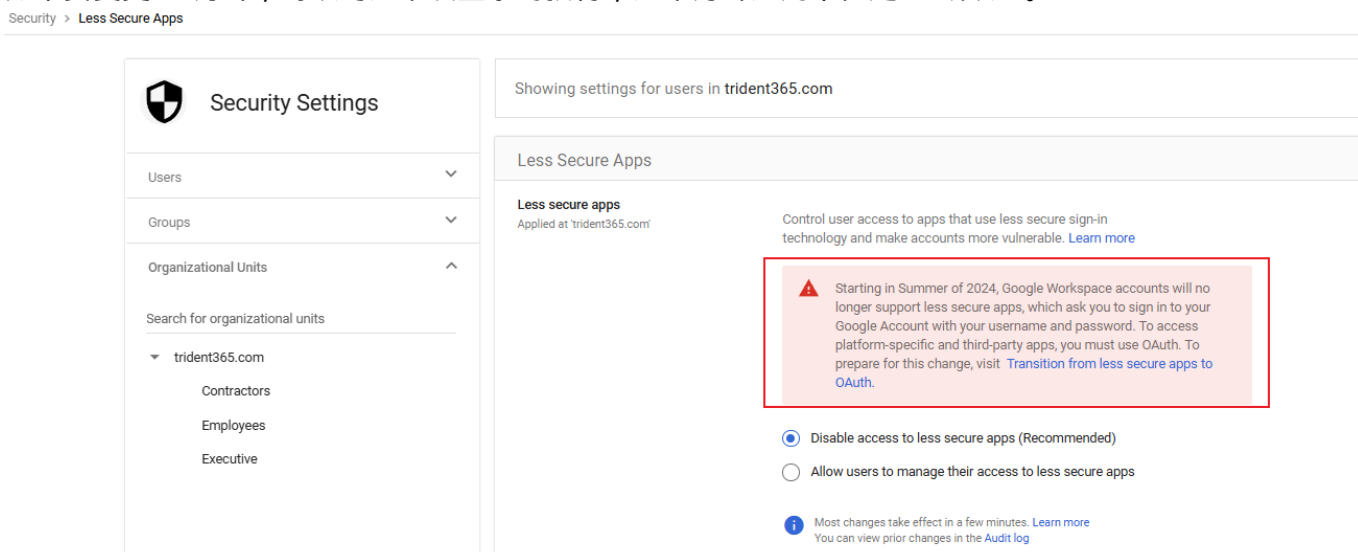 Security > Less Secure Apps
Security Settings
Showing settings for users in trident365.com
Users
Groups
Organizational Units
Search for organizational units
trident365.com
Contractors
Employees
Executive
Less Secure Apps
Less secure apps
Applied at 'trident365.com'
Control user access to apps that use less secure sign-in
technology and make accounts more vulnerable. Learn more
Starting in Summer of 2024, Google Workspace accounts will no
longer support less secure apps, which ask you to sign in to your
Google Account with your username and password. To access
platform-specific and third-party apps, you must use OAuth. To
prepare for this change, visit Transition from less secure apps to
OAuth.
Disable access to less secure apps (Recommended)
Allow users to manage their access to less secure apps
Most changes take effect in a few minutes. Learn more
You can view prior changes in the Audit log